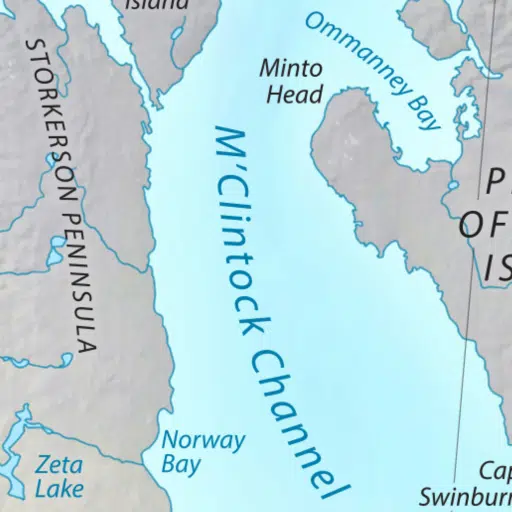 Island
Ommanney Bay
Minto
Head
STORKERSON PENINSULA
M'Clintock Channel
P
OF
IS
Norway
Bay
Zeta
Lake
Cap
Swinburn